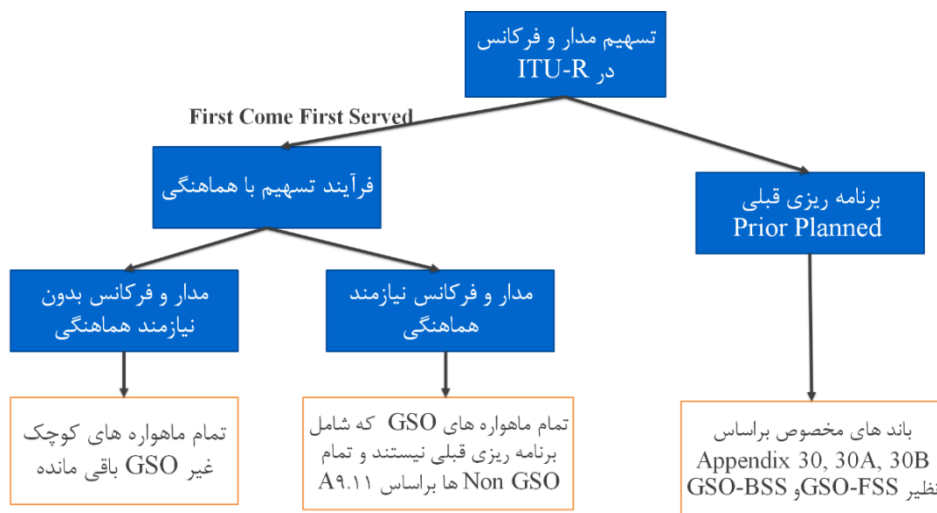 تسهیم مدار و فرکانس
در ITU-R
First Come First Served
فرآیند تسهیم با هماهنگی
برنامه ریزی قبلی
Prior Planned
مدار و فرکانس نیازمند
هماهنگی
مدار و فرکانس بدون
نیازمند هماهنگی
باند های مخصوص براساس
Appendix 30, 30A, 30B
نظیر GSO-FSS و GSO-BSS
تمام ماهواره های GSO که شامل
برنامه ریزی قبلی نیستند و تمام
Non GSO ها براساس A۹.۱۱
تمام ماهواره های کوچک
غیر GSO باقی مانده